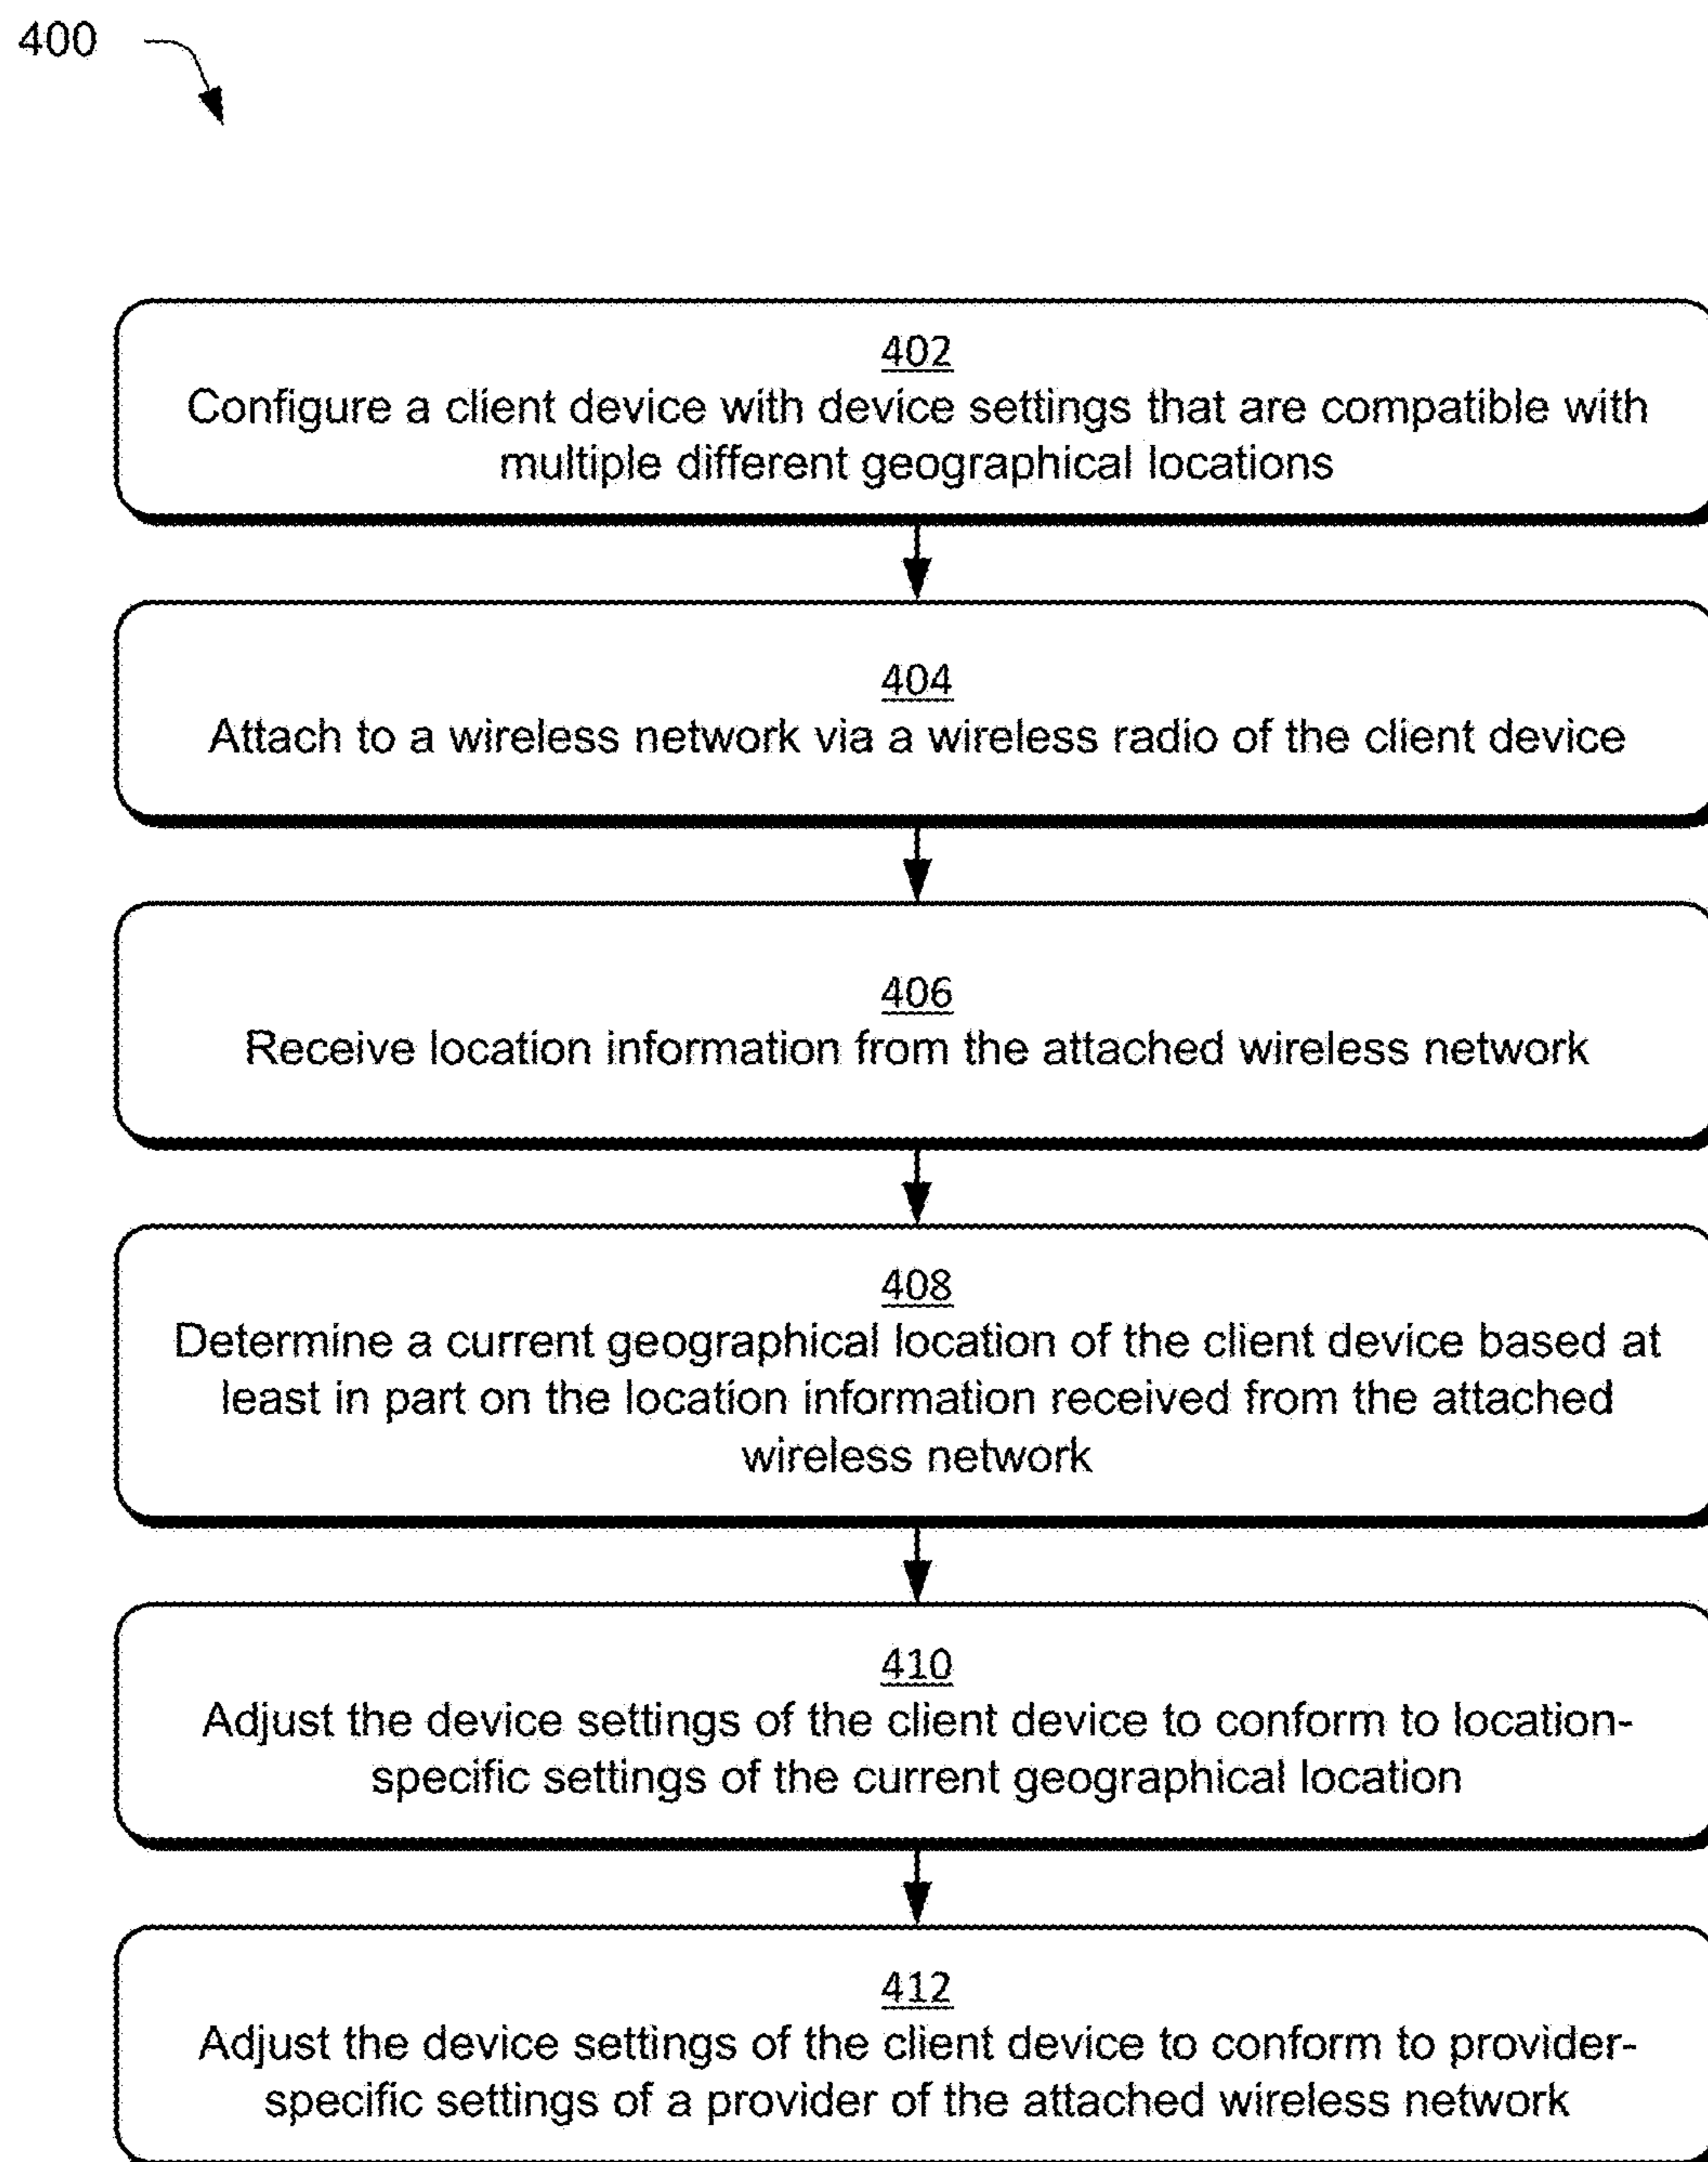 400
402
Configure a client device with device settings that are compatible with
multiple different geographical locations
404
Attach to a wireless network via a wireless radio of the client device
406
Receive location information from the attached wireless network
408
Determine a current geographical location of the client device based at
least in part on the location information received from the attached
wireless network
410
Adjust the device settings of the client device to conform to location-
specific settings of the current geographical location
412
Adjust the device settings of the client device to conform to provider-
specific settings of a provider of the attached wireless network